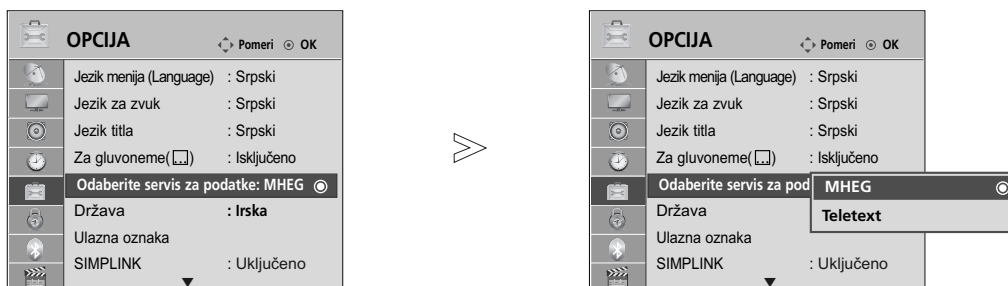 OPCIJA Pomeri OK
Jezik menija (Language) : Srpski
Jezik za zvuk : Srpski
Jezik titla : Srpski
Za gluvoneme( ) : Isključeno
Odaberite servis za podatke: MHEG
Država : Irska
Ulazna oznaka
SIMPLINK : Uključeno
OPCIJA Pomeri OK
Jezik menija (Language) : Srpski
Jezik za zvuk : Srpski
Jezik titla : Srpski
Za gluvoneme( ) : Isključeno
Odaberite servis za pod
MHEG
Država
Teletext
Ulazna oznaka
SIMPLINK : Uključeno